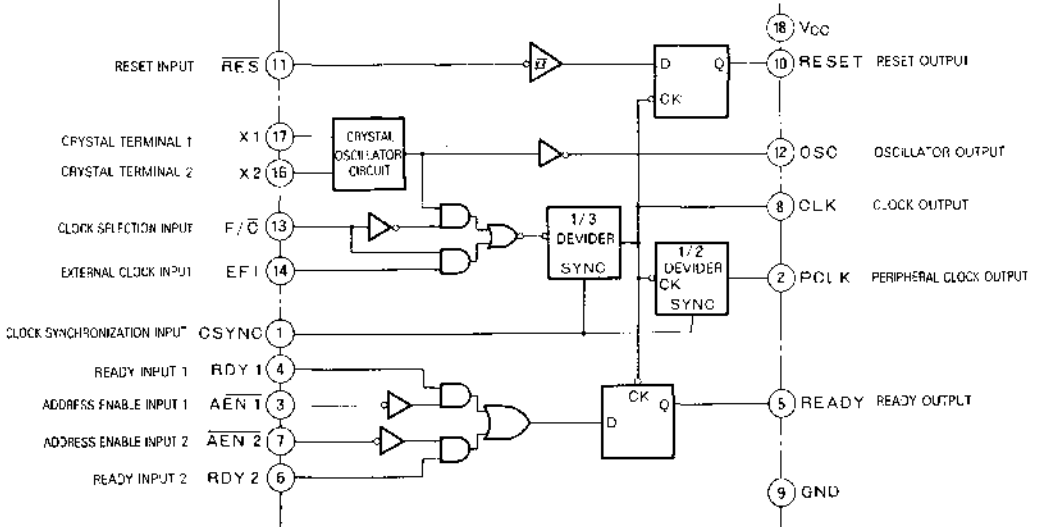 18 VCC
RESET INPUT RES 11 D Q 10 RESET RESET OUTPUT
CK
CRYSTAL TERMINAL 1 X1 17 CRYSTAL OSCILLATOR CIRCUIT 12 OSC OSCILLATOR OUTPUT
CRYSTAL TERMINAL 2 X2 16
CLOCK SELECTION INPUT F/C 13 1/3 DEVIDER SYNC 8 CLK CLOCK OUTPUT
EXTERNAL CLOCK INPUT EFI 14 1/2 DEVIDER CK SYNC 2 PCLK PERIPHERAL CLOCK OUTPUT
CLOCK SYNCHRONIZATION INPUT CSYNC 1
READY INPUT 1 RDY 1 4
ADDRESS ENABLE INPUT 1 AEN 1 3 CK D Q 5 READY READY OUTPUT
ADDRESS ENABLE INPUT 2 AEN 2 7
READY INPUT 2 RDY 2 6
9 GND